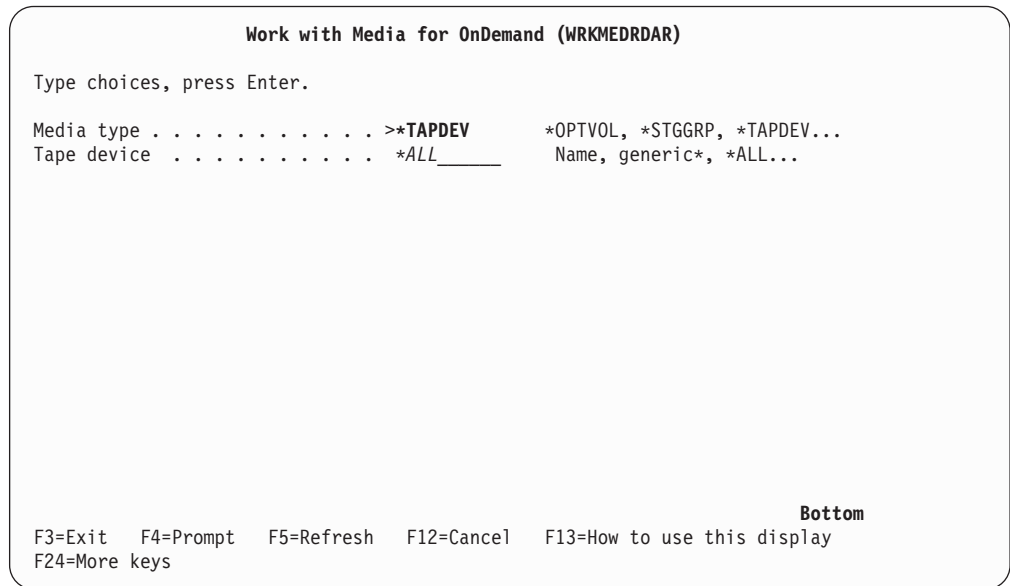 Work with Media for OnDemand (WRKMEDRDAR)
Type choices, press Enter.
Media type . . . . . . . . . . . >*TAPDEV *OPTVOL, *STGGRP, *TAPDEV...
Tape device . . . . . . . . . . *ALL______ Name, generic*, *ALL...
Bottom
F3=Exit F4=Prompt F5=Refresh F12=Cancel F13=How to use this display
F24=More keys